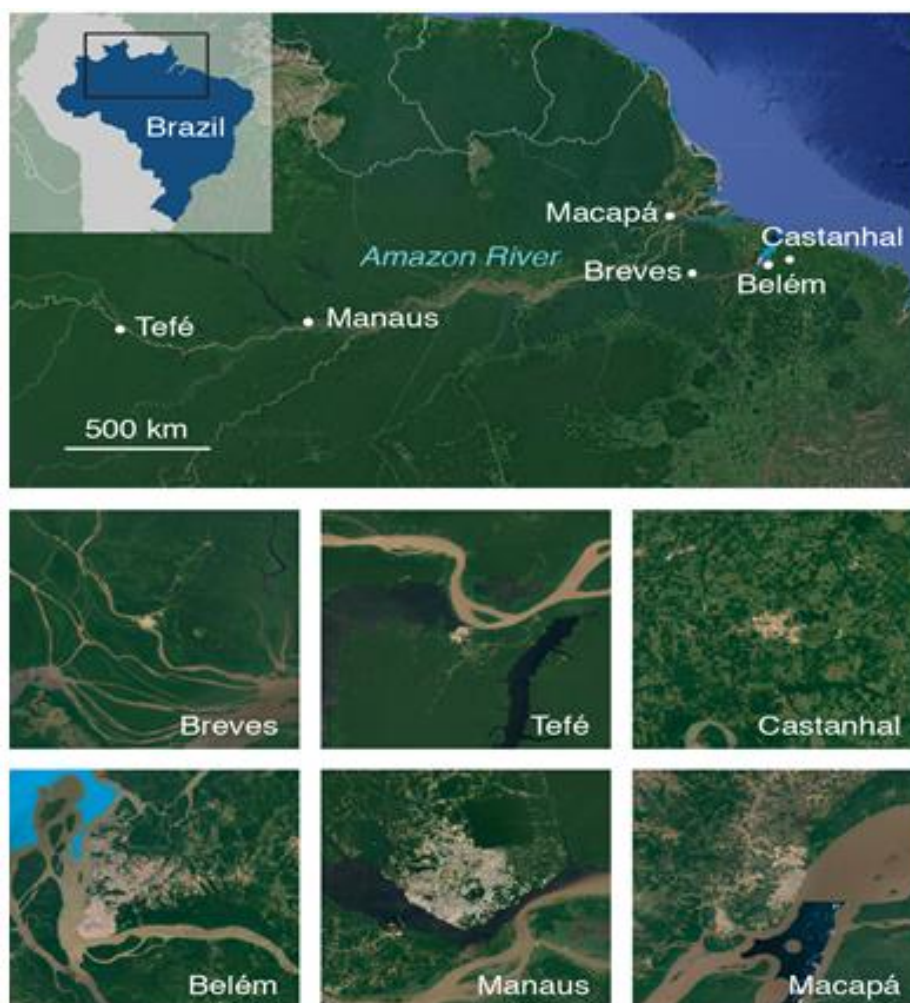 Brazil
Macapá
Castanhal
Amazon River
Breves
Belém
Tefé
Manaus
500 km
Breves
Tefé
Castanhal
Belém
Manaus
Macapá